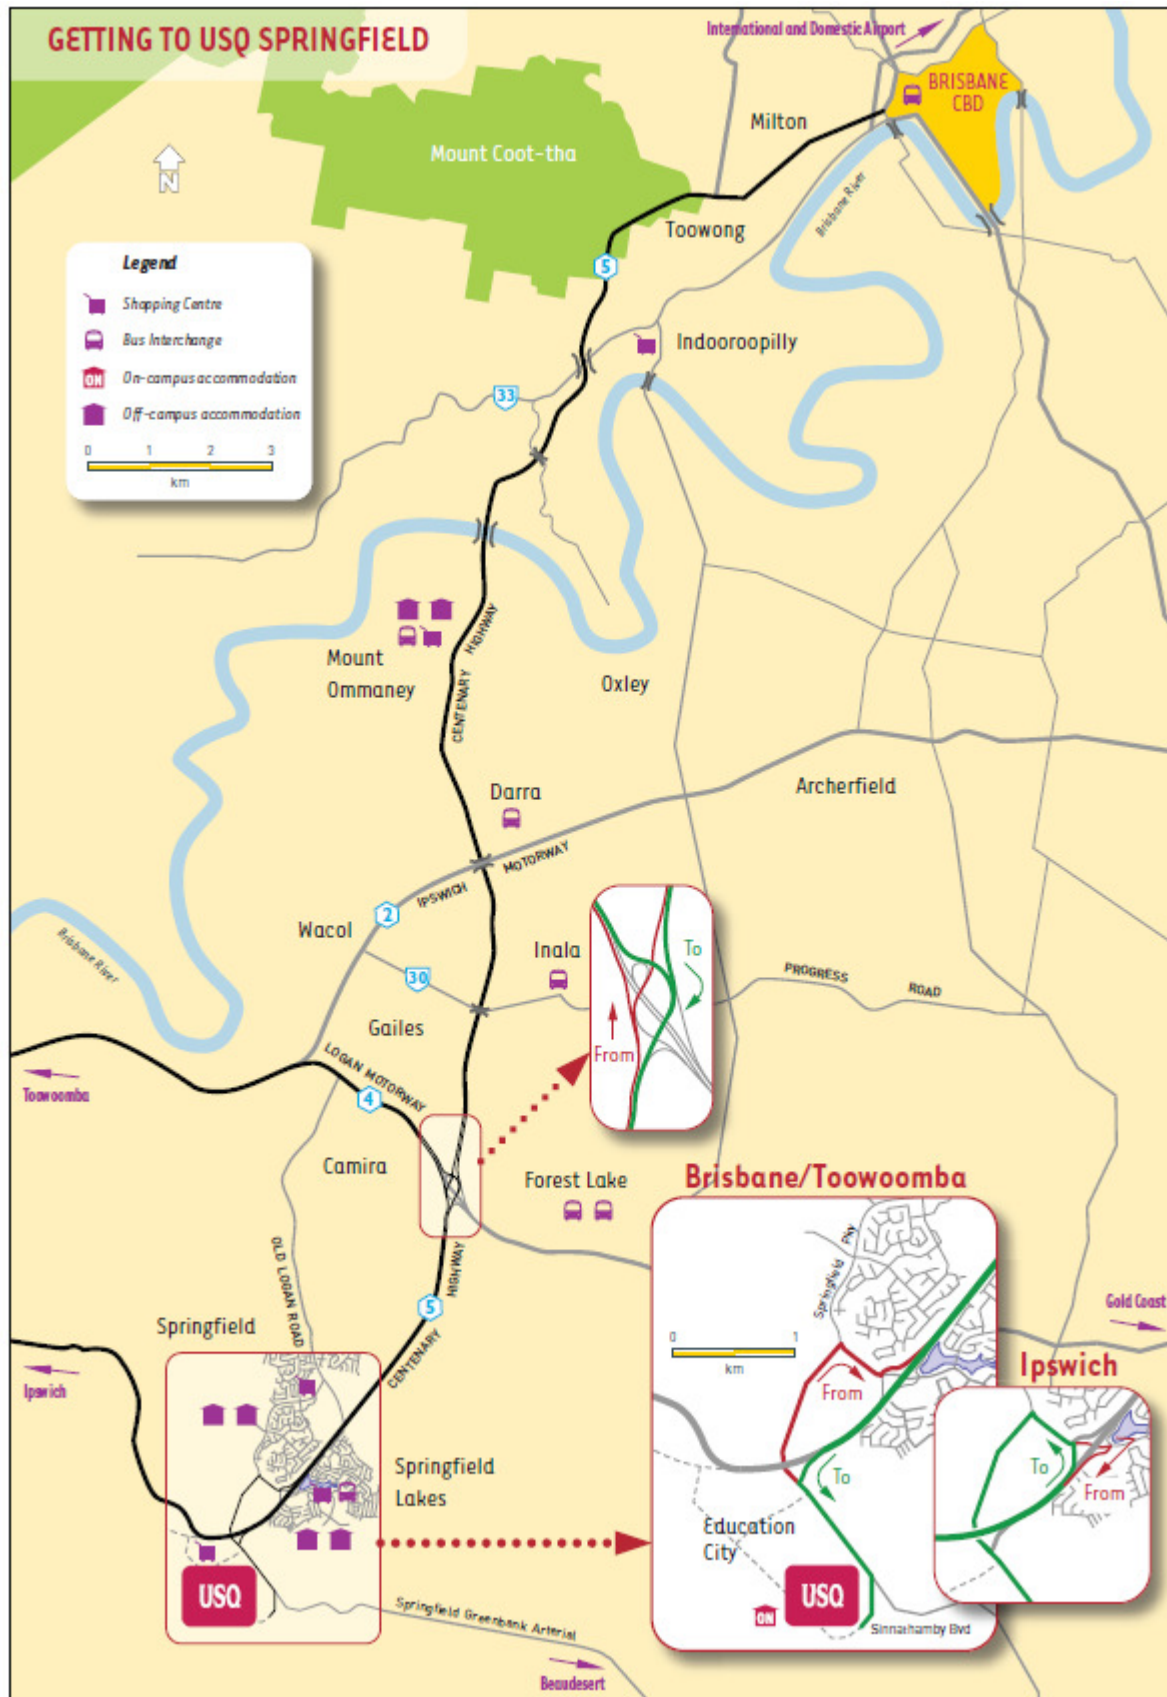 GETTING TO USQ SPRINGFIELD
International and Domestic Airport
BRISBANE
CBD
Milton
Mount Coot-tha
N
Brisbane River
Toowong
5
Legend
Shopping Centre
Bus Interchange
ON
On-campus accommodation
Off-campus accommodation
0 1 2 3
km
Indooroopilly
33
Mount
Ommaney
CENTENARY HIGHWAY
Oxley
Darra
Archerfield
IPSWICH MOTORWAY
2
Wacol
Brisbane River
30
Inala
To
From
PROGRESS ROAD
Gailes
LOGAN MOTORWAY
4
Toowoomba
Camira
Forest Lake
OLD LOGAN ROAD
CENTENARY HIGHWAY
5
Springfield
Ipswich
Springfield
Lakes
USQ
Springfield Greenbank Arterial
Beaudesert
Gold Coast
Brisbane/Toowoomba
Springfield Pky
0 1
km
From
To
Education
City
ON
USQ
Sinnathamby Bvd
Ipswich
To
From